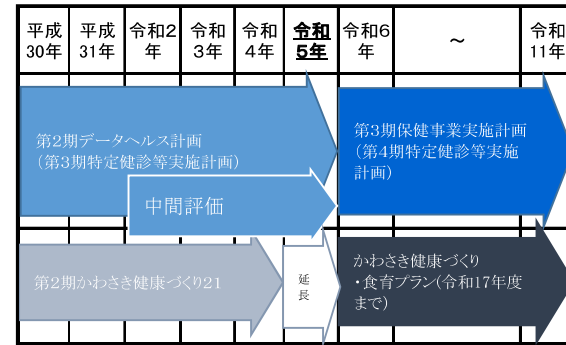 平成
30年
平成
31年
令和2
年
令和
3年
令和
4年
令和
5年
令和6
年
～
令和
11年
第2期データヘルス計画
（第3期特定健診等実施計画）
中間評価
第3期保健事業実施計画
（第4期特定健診等実施
計画）
第2期かわさき健康づくり21
延
長
かわさき健康づくり
・食育プラン(令和17年度
まで）